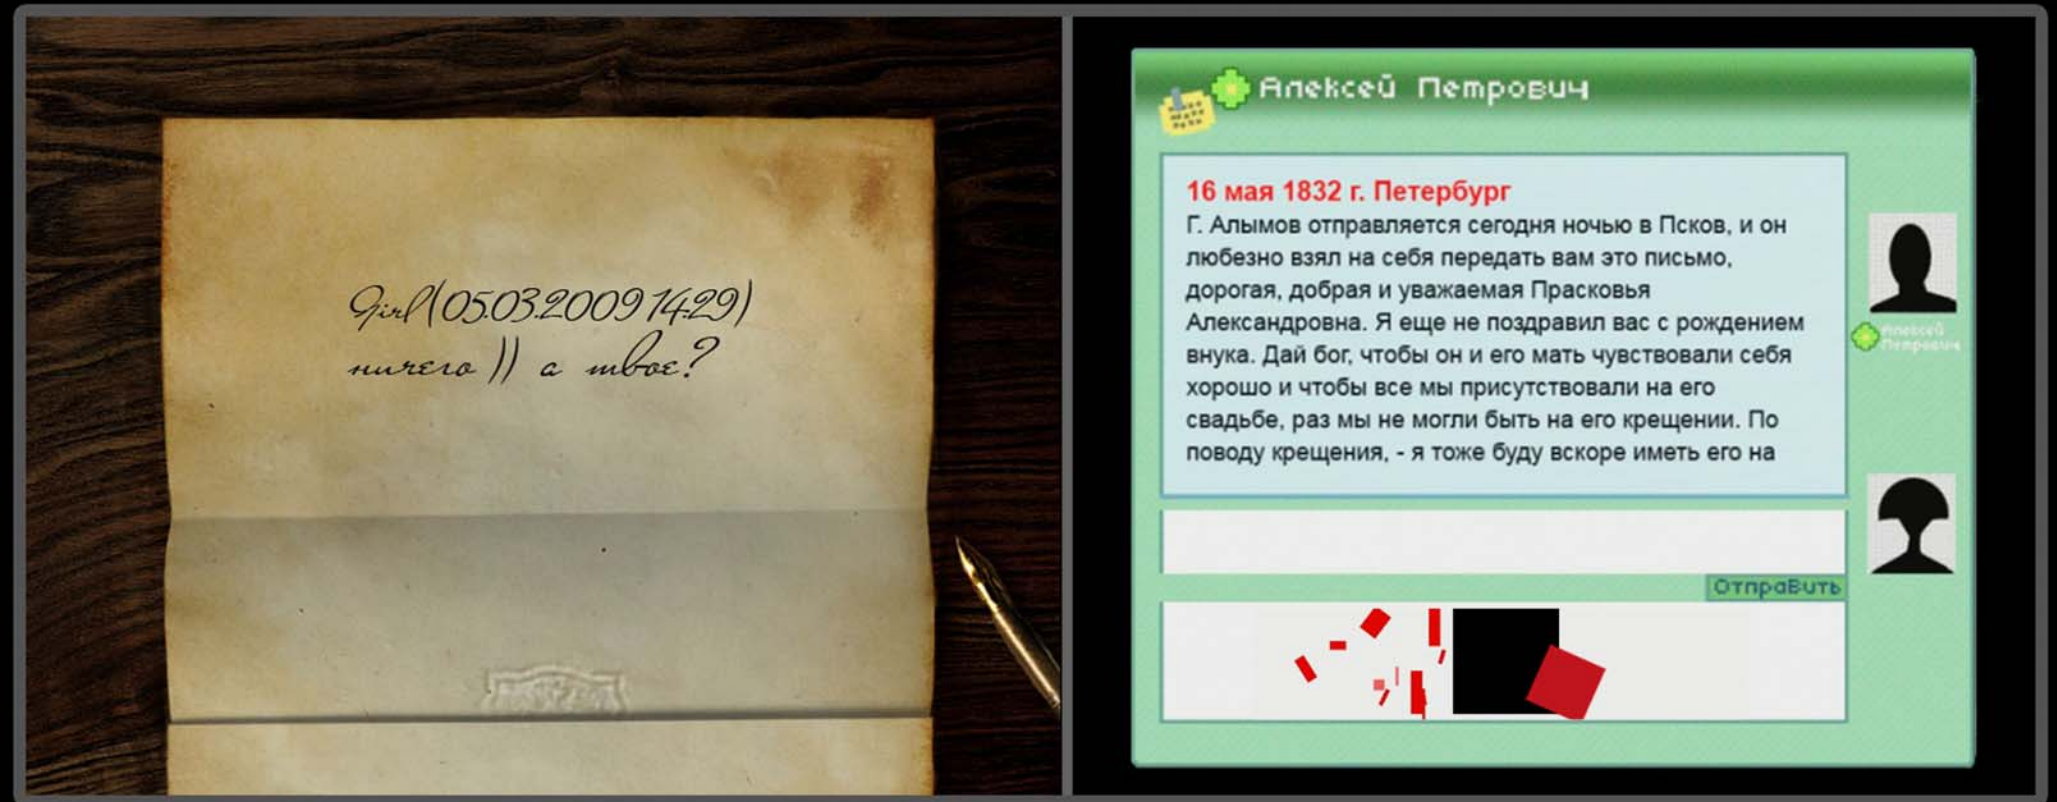 Girl(05.03.2009 14:29)
ничего )) а твое?
Алексей Петрович
16 мая 1832 г. Петербург
Г. Алымов отправляется сегодня ночью в Псков, и он
любезно взял на себя передать вам это письмо,
дорогая, добрая и уважаемая Прасковья
Александровна. Я еще не поздравил вас с рождением
внука. Дай бог, чтобы он и его мать чувствовали себя
хорошо и чтобы все мы присутствовали на его
свадьбе, раз мы не могли быть на его крещении. По
поводу крещения, - я тоже буду вскоре иметь его на
Алексей
Петрович
Отправить